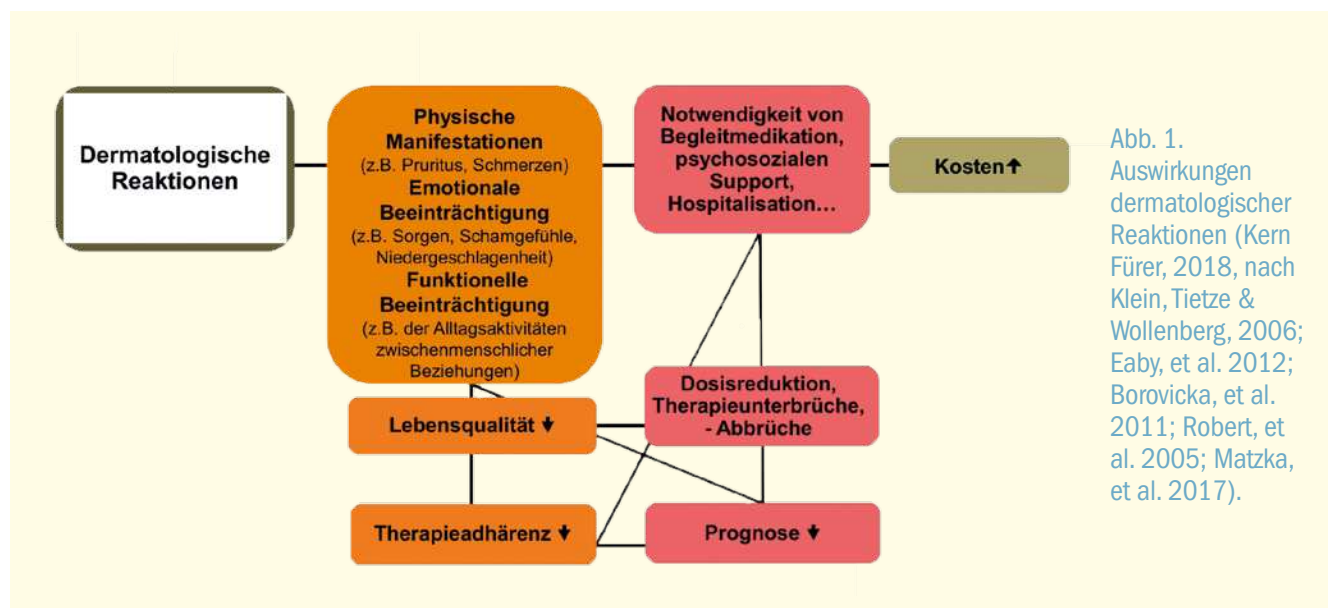 Dermatologische
Reaktionen
Physische
Manifestationen
(z.B. Pruritus, Schmerzen)
Emotionale
Beeinträchtigung
(z.B. Sorgen, Schamgefühle,
Niedergeschlagenheit)
Funktionelle
Beeinträchtigung
(z.B. der Alltagsaktivitäten
zwischenmenschlicher
Beziehungen)
Notwendigkeit von
Begleitmedikation,
psychosozialen
Support,
Hospitalisation...
Kosten↑
Lebensqualität ↓
Dosisreduktion,
Therapieunterbrüche,
- Abbrüche
Therapieadhärenz ↓
Prognose ↓
Abb. 1.
Auswirkungen
dermatologischer
Reaktionen (Kern
Fürer, 2018, nach
Klein, Tietze &
Wollenberg, 2006;
Eaby, et al. 2012;
Borovicka, et al.
2011; Robert, et
al. 2005; Matzka,
et al. 2017).